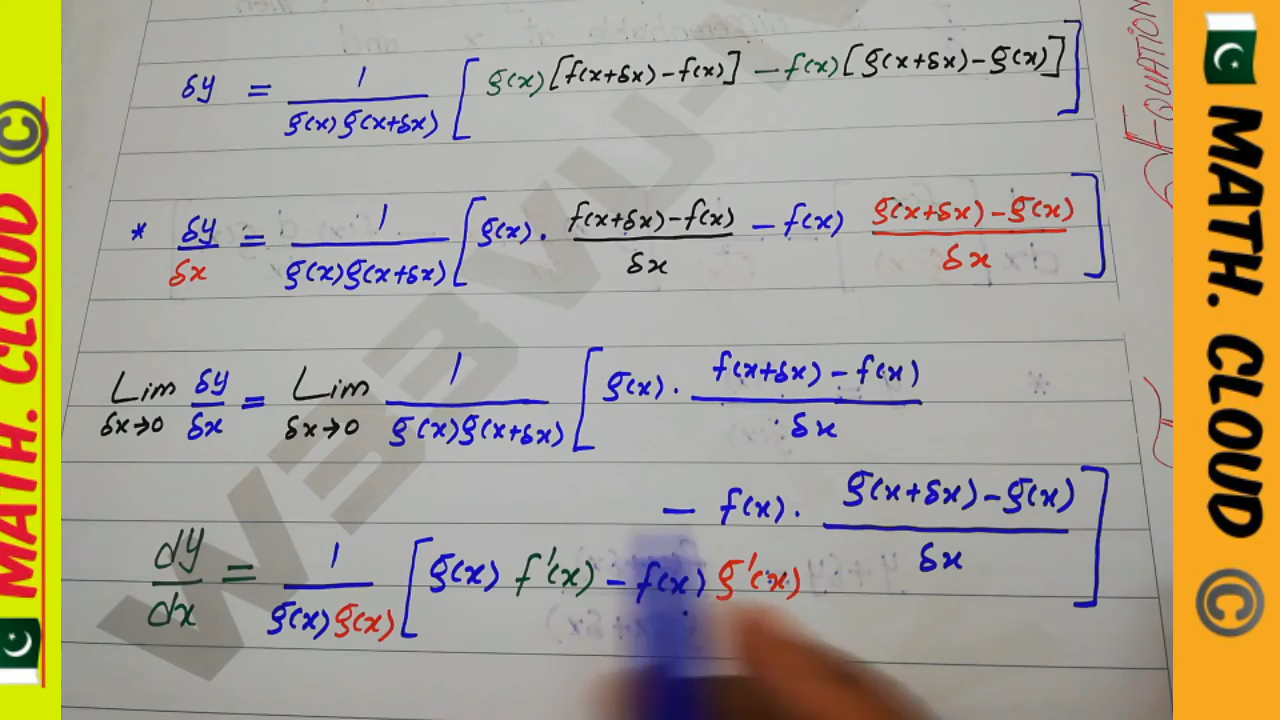 δy = 1/(g(x)g(x+δx)) [g(x)[f(x+δx)-f(x)] - f(x)[g(x+δx)-g(x)]]
* δy/δx = 1/(g(x)g(x+δx)) [g(x)· (f(x+δx)-f(x))/δx - f(x) (g(x+δx)-g(x))/δx]
Lim δx→0 δy/δx = Lim δx→0 1/(g(x)g(x+δx)) [g(x)· (f(x+δx)-f(x))/δx
- f(x)· (g(x+δx)-g(x))/δx]
dy/dx = 1/(g(x)g(x)) [g(x) f'(x) - f(x) g'(x)
MATH. CLOUD ©
MATH. CLOUD ©